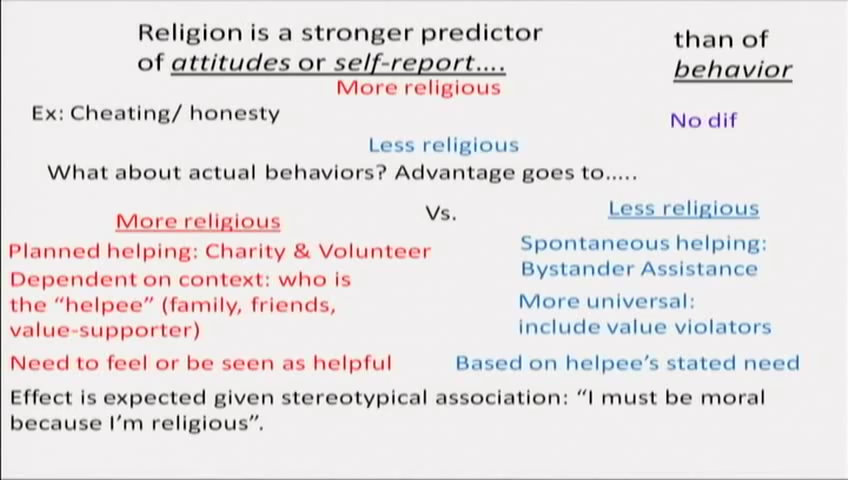 Religion is a stronger predictor
of attitudes or self-report....
than of
behavior
More religious
Ex: Cheating/ honesty
No dif
Less religious
What about actual behaviors? Advantage goes to.....
More religious
Vs.
Less religious
Planned helping: Charity & Volunteer
Dependent on context: who is
the “helpee” (family, friends,
value-supporter)
Need to feel or be seen as helpful
Spontaneous helping:
Bystander Assistance
More universal:
include value violators
Based on helpee’s stated need
Effect is expected given stereotypical association: “I must be moral
because I’m religious”.